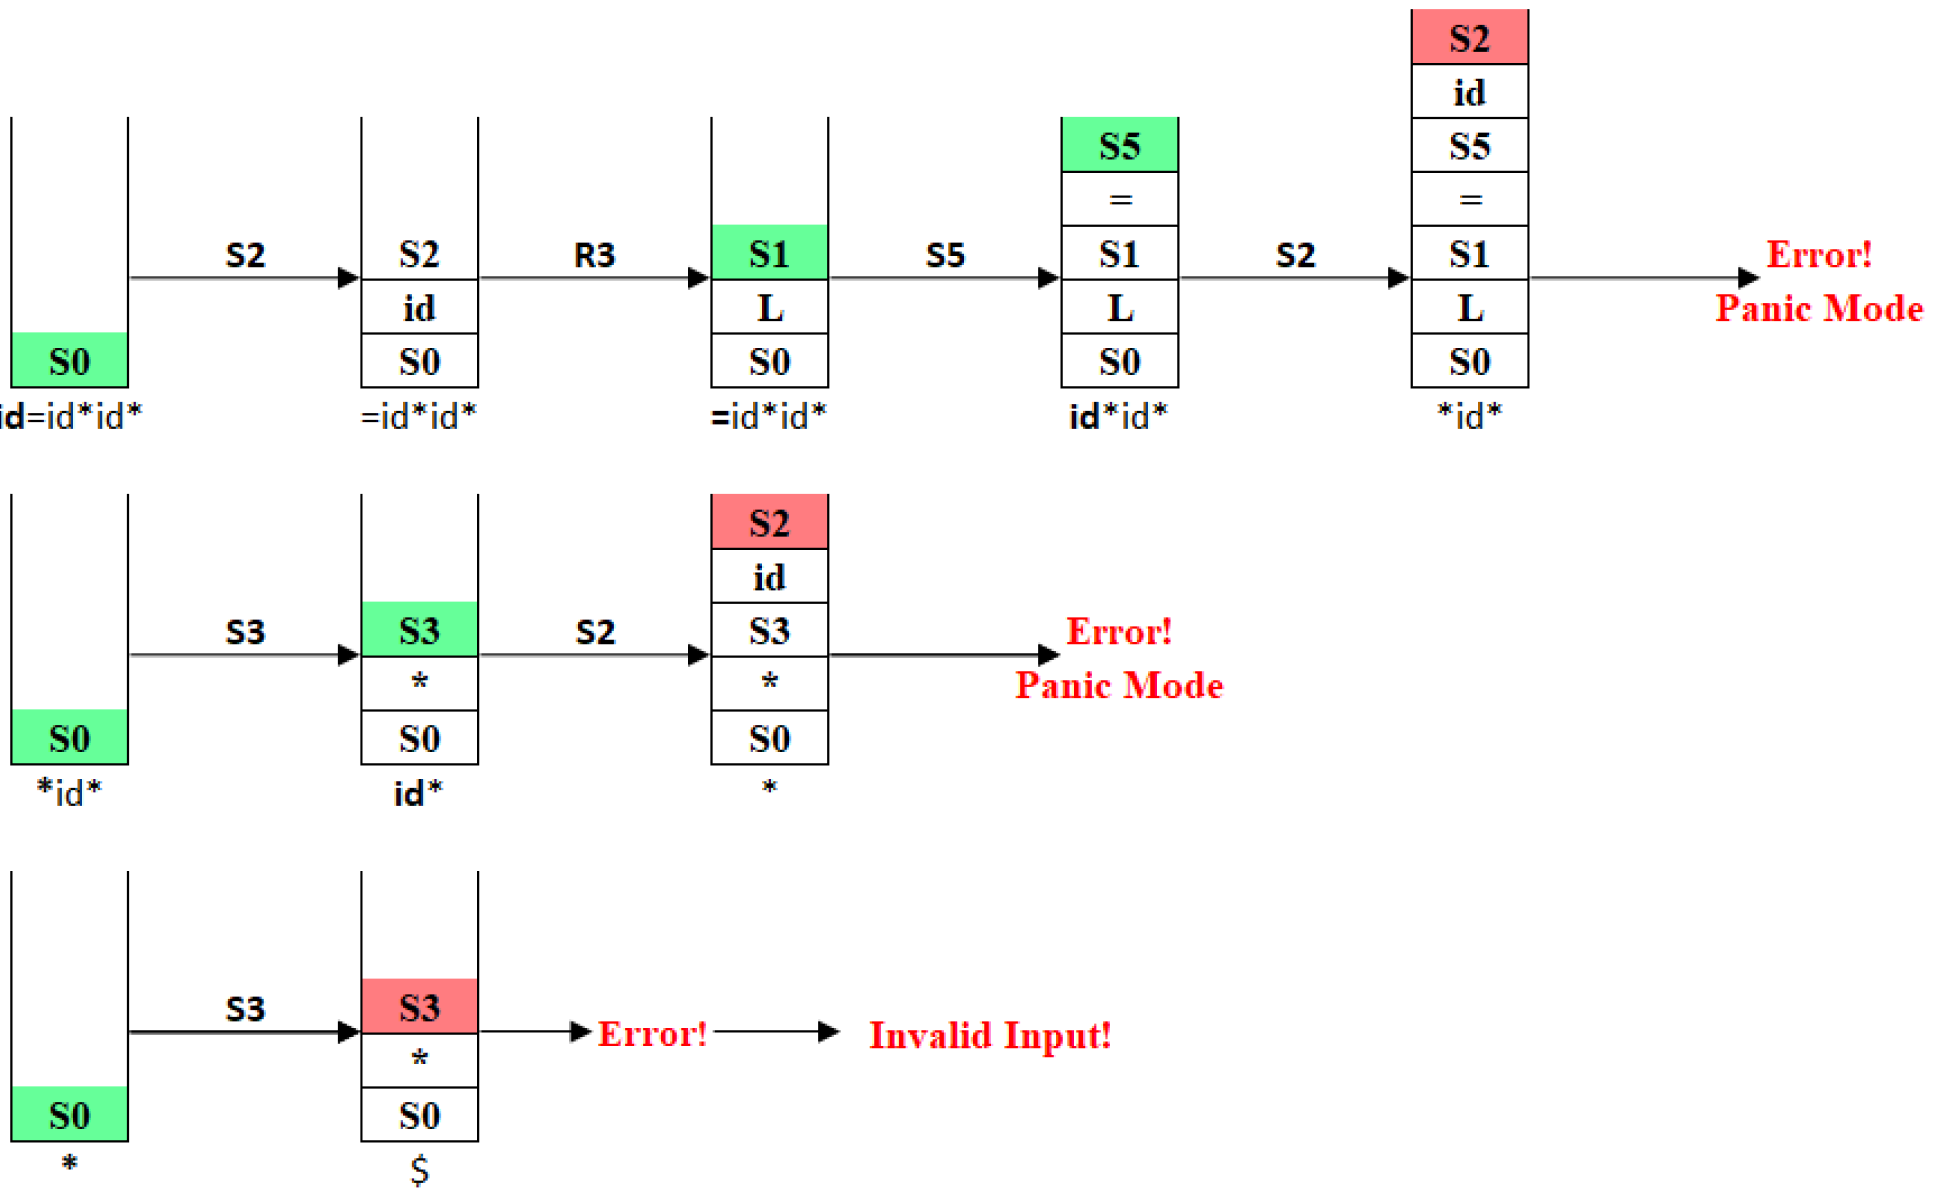 S2
id
S5 S5
= =
S2 S2 R3 S1 S5 S1 S2 S1 Error!
id L L L Panic Mode
S0 S0 S0 S0 S0
id=id*id* =id*id* =id*id* id*id* *id*
S2
id
S3 S3 S2 S3 Error!
* * Panic Mode
S0 S0 S0
*id* id* *
S3 S3 Error! Invalid Input!
*
S0 S0
* $